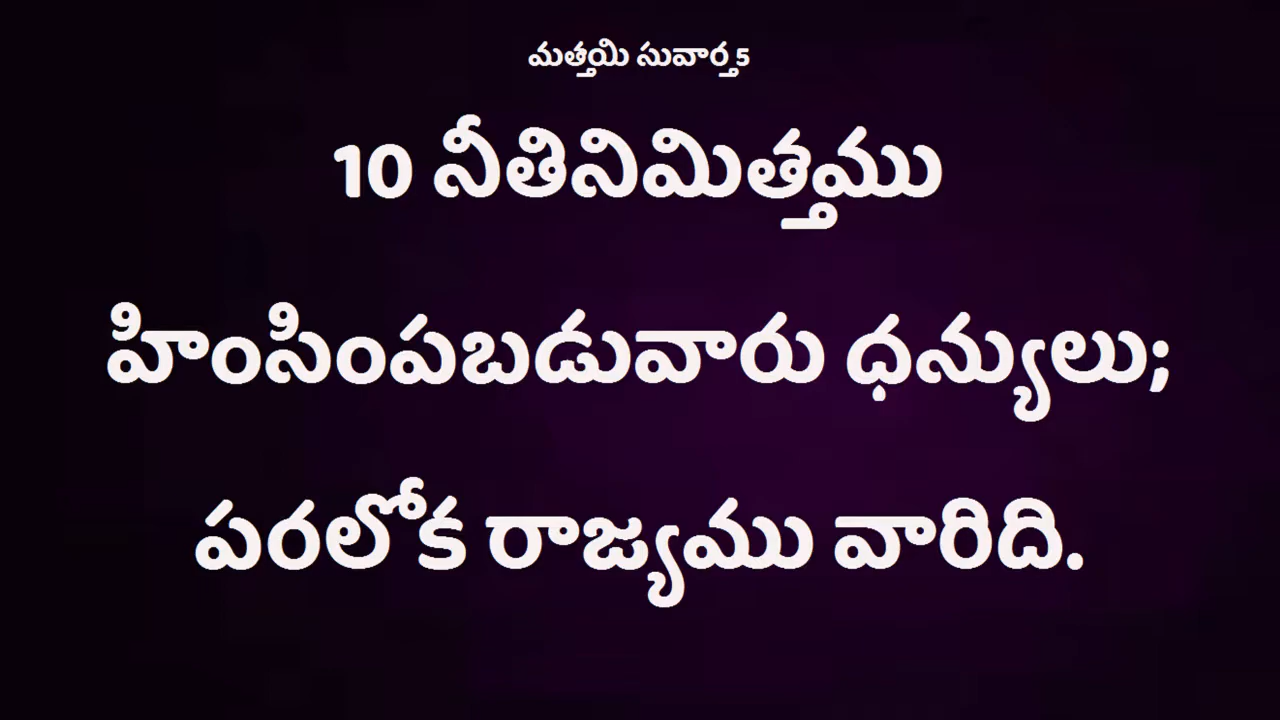 మత్తయి సువార్త 5
10 నీతినిమిత్తము
హింసింపబడువారు ధన్యులు;
పరలోక రాజ్యము వారిది.